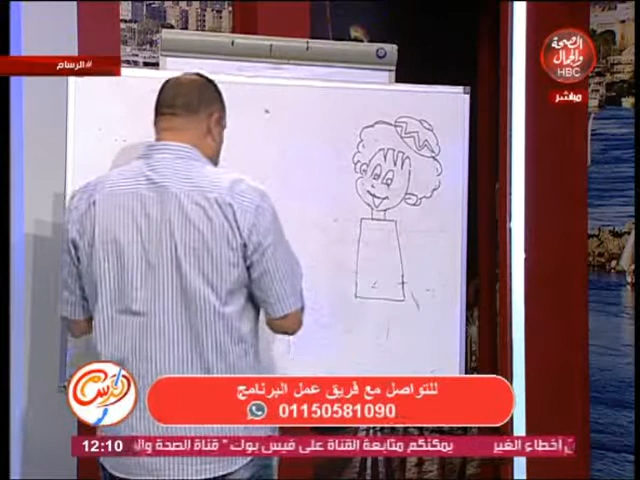 #الرسام
الصحة
والجمال
HBC
مباشر
للتواصل مع فريق عمل البرنامج
01150581090
12:10
أخطاء الغير
يمكنكم متابعة القناة على فيس بوك " قناة الصحة والـ